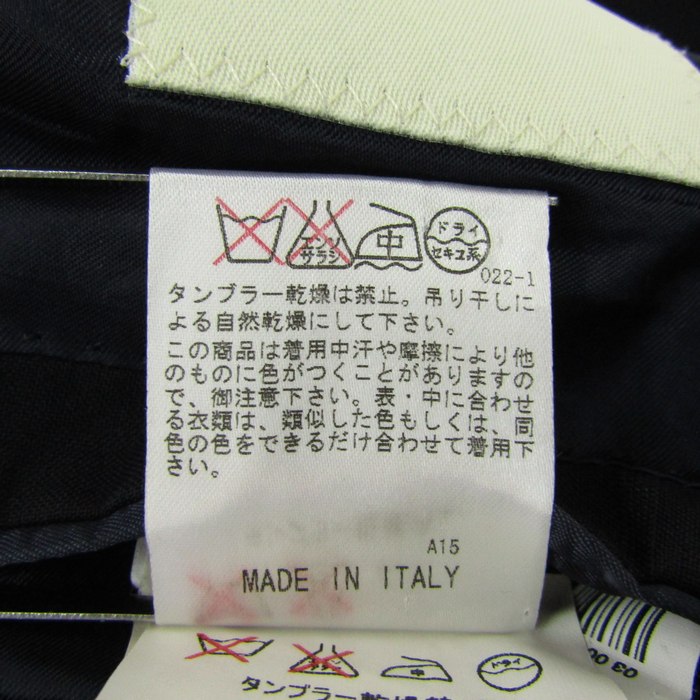 エンソ
サラシ
中
ドライ
セキユ系
022-1
タンブラー乾燥は禁止。吊り干しに
よる自然乾燥にして下さい。
この商品は着用中汗や摩擦により他
のものに色がつくことがありますの
で、御注意下さい。表・中に合わせ
る衣類は、類似した色もしくは、同
色の色をできるだけ合わせて着用下
さい。
A15
MADE IN ITALY
ドライ
タンブラー乾燥
03 00